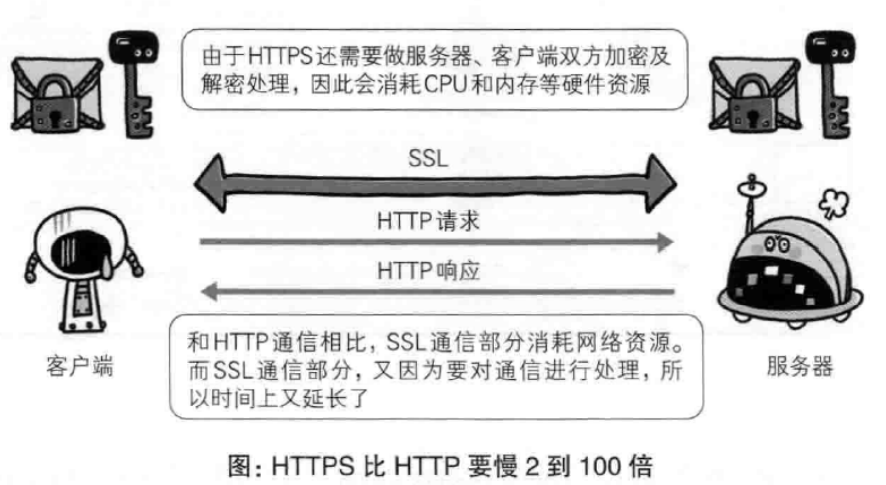 由于HTTPS还需要做服务器、客户端双方加密及
解密处理，因此会消耗CPU和内存等硬件资源
SSL
HTTP请求
HTTP响应
客户端
服务器
和HTTP通信相比，SSL通信部分消耗网络资源。
而SSL通信部分，又因为要对通信进行处理，所
以时间上又延长了
图：HTTPS 比 HTTP 要慢 2 到 100 倍